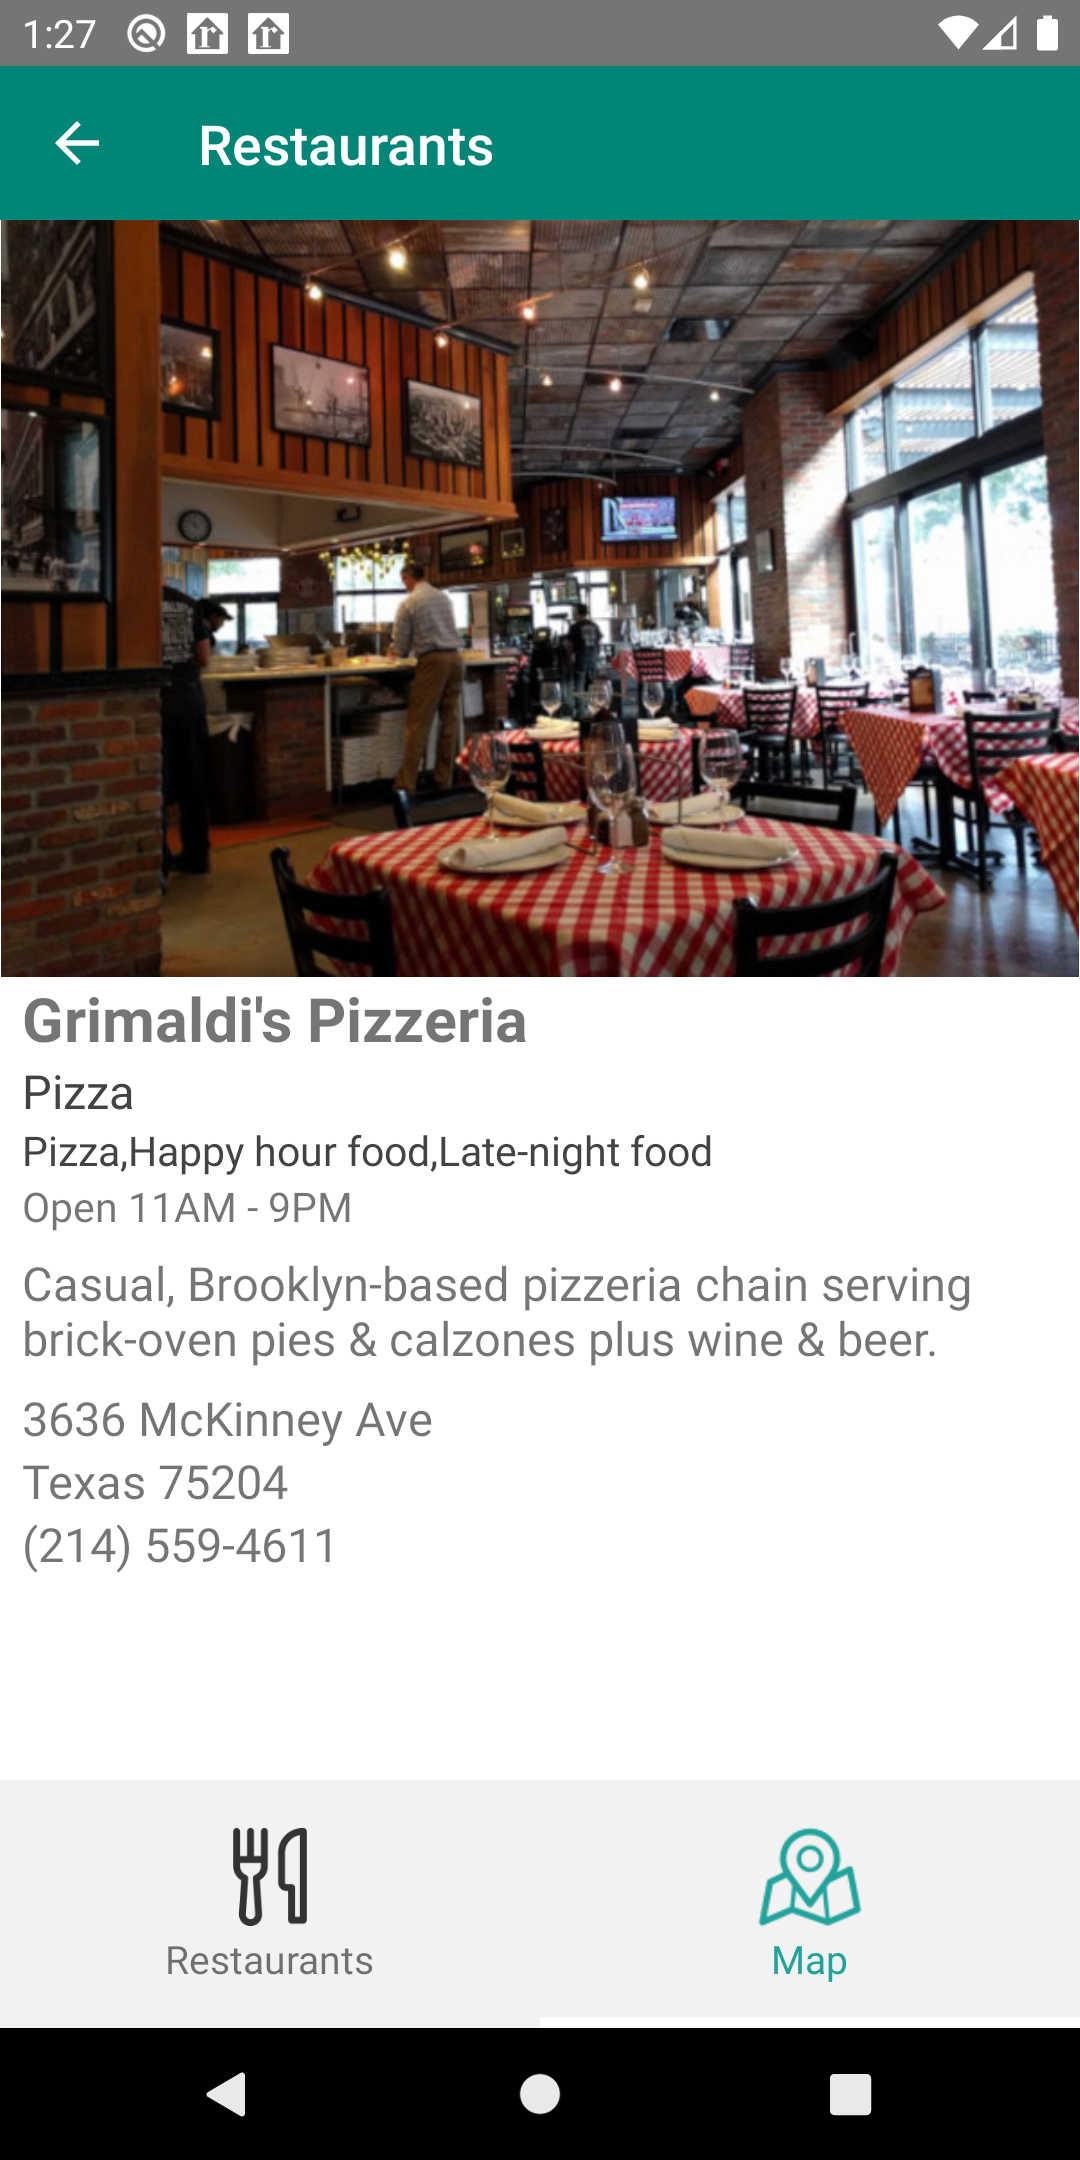 1:27
Restaurants
Grimaldi's Pizzeria
Pizza
Pizza,Happy hour food,Late-night food
Open 11AM - 9PM
Casual, Brooklyn-based pizzeria chain serving
brick-oven pies & calzones plus wine & beer.
3636 McKinney Ave
Texas 75204
(214) 559-4611
Restaurants
Map